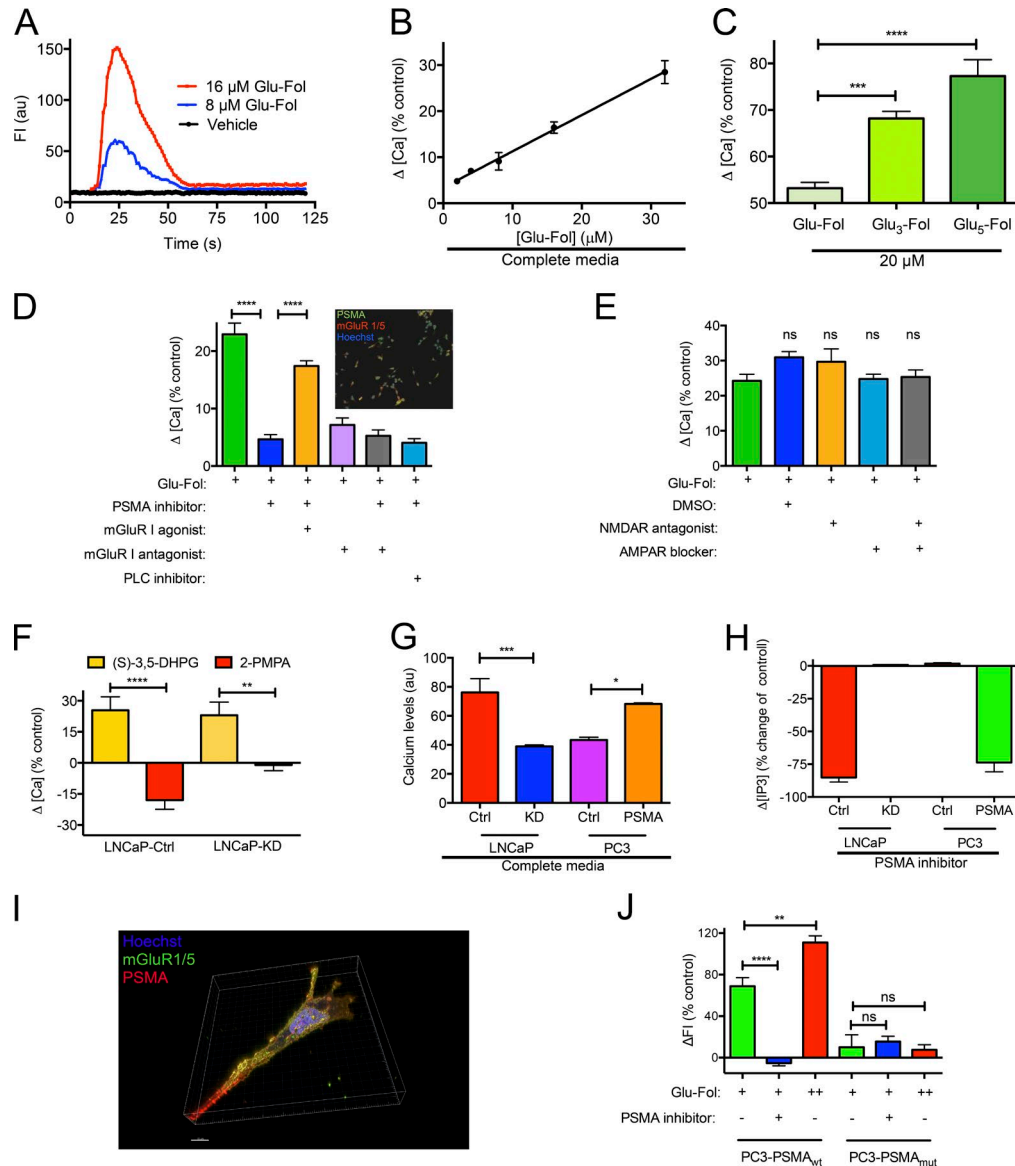 A
FI (au)
150
100
50
0
0 25 50 75 100 125
Time (s)
16 µM Glu-Fol
8 µM Glu-Fol
Vehicle
B
Δ [Ca] (% control)
40
30
20
10
0
0 10 20 30
[Glu-Fol] (µM)
Complete media
C
Δ [Ca] (% control)
80
70
60
50
****
***
Glu-Fol Glu3-Fol Glu5-Fol
20 µM
D
Δ [Ca] (% control)
20
10
0
**** ****
PSMA
mGluR 1/5
Hoechst
Glu-Fol: + + + + + +
PSMA inhibitor: + + +
mGluR I agonist: +
mGluR I antagonist: + +
PLC inhibitor: +
E
Δ [Ca] (% control)
40
30
20
10
0
ns ns ns ns
Glu-Fol: + + + + +
DMSO: +
NMDAR antagonist: + +
AMPAR blocker: + +
F
(S)-3,5-DHPG 2-PMPA
Δ [Ca] (% control)
30
15
0
-15
-30
**** **
LNCaP-Ctrl LNCaP-KD
G
Calcium levels (au)
80
60
40
20
0
*** *
Ctrl KD Ctrl PSMA
LNCaP PC3
Complete media
H
Δ[IP3] (% change of controll)
0
-25
-50
-75
-100
Ctrl KD Ctrl PSMA
LNCaP PC3
PSMA inhibitor
I
Hoechst
mGluR1/5
PSMA
J
ΔFI (% control)
120
80
40
0
**
****
ns
ns
Glu-Fol: + + ++ + + ++
PSMA inhibitor: - + - - + -
PC3-PSMAwt PC3-PSMAmut